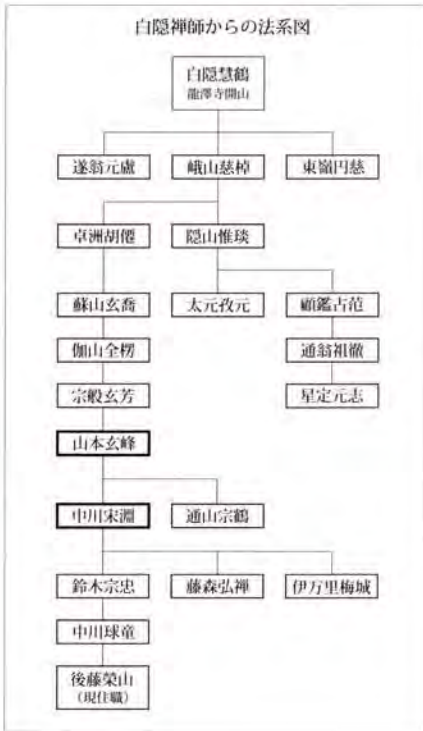 白隠禅師からの法系図
白隠慧鶴
龍澤寺開山
遂翁元盧
峨山慈棹
東嶺円慈
卓洲胡僊
隠山惟琰
蘇山玄喬
太元孜元
顧鑑古范
伽山全楞
通翁祖徹
宗般玄芳
星定元志
山本玄峰
中川宋淵
通山宗鶴
鈴木宗忠
藤森弘禅
伊万里梅城
中川球童
後藤榮山
(現住職)